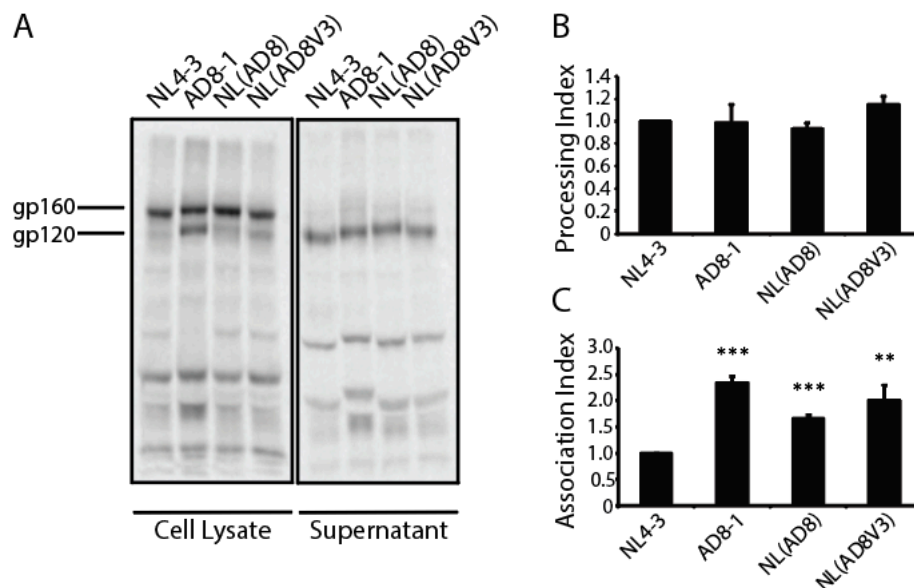 A
NL4-3
AD8-1
NL(AD8)
NL(AD8V3)
NL4-3
AD8-1
NL(AD8)
NL(AD8V3)
gp160
gp120
Cell Lysate
Supernatant
B
Processing Index
1.4
1.2
1.0
0.8
0.6
0.4
0.2
0
NL4-3
AD8-1
NL(AD8)
NL(AD8V3)
C
Association Index
3.0
2.5
2.0
1.5
1.0
0.5
0
***
***
**
NL4-3
AD8-1
NL(AD8)
NL(AD8V3)